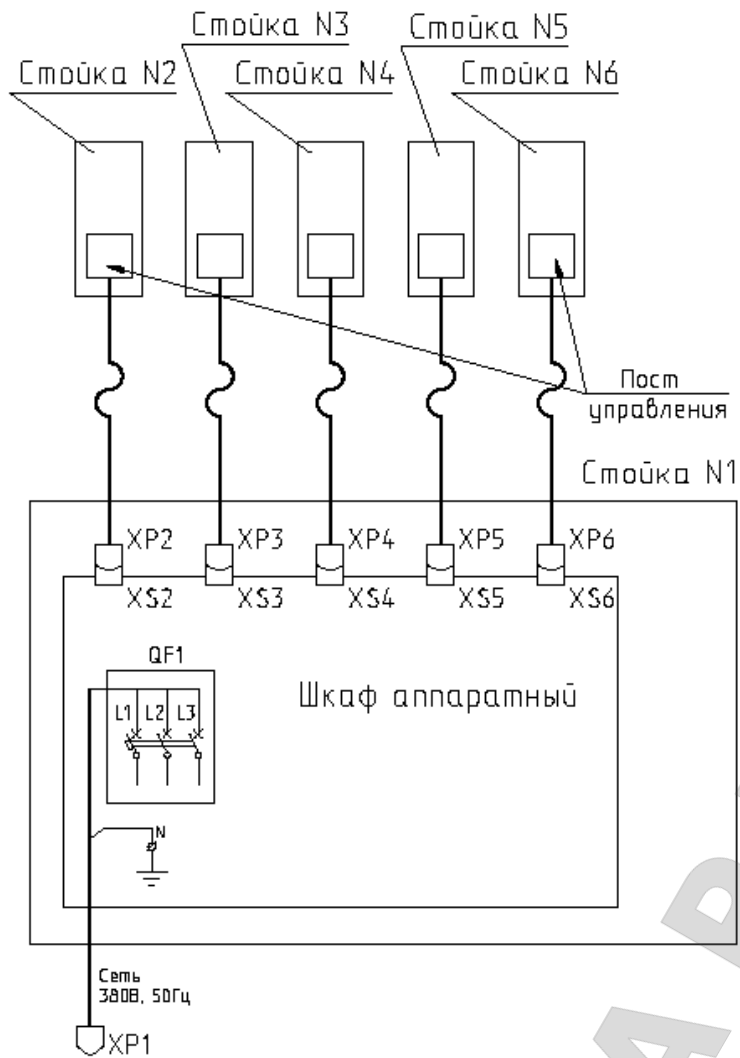 Стойка N3
Стойка N5
Стойка N2
Стойка N4
Стойка N6
Пост
управления
Стойка N1
XP2
XP3
XP4
XP5
XP6
XS2
XS3
XS4
XS5
XS6
QF1
Шкаф аппаратный
L1
L2
L3
N
Сеть
380В, 50Гц
XP1